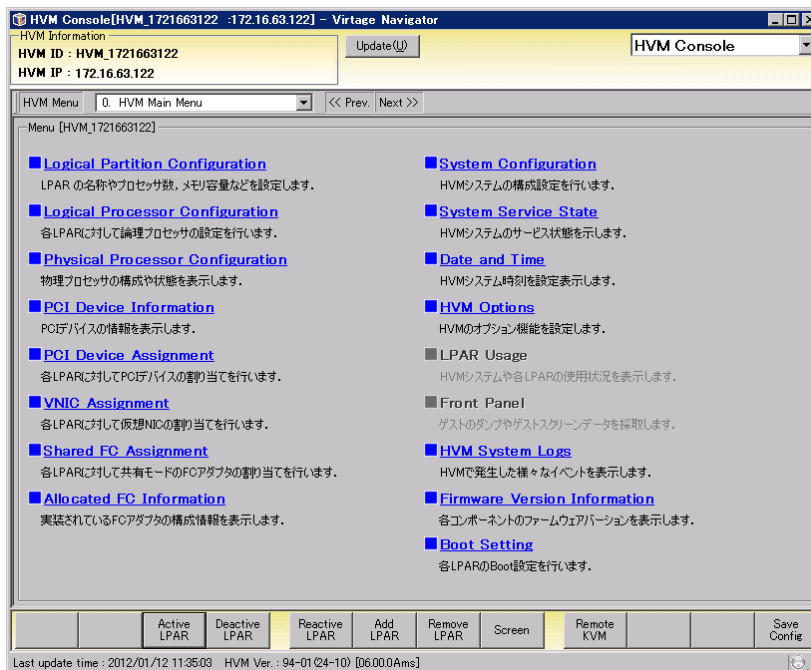 HVM Console[HVM_1721663122 :172.16.63.122] - Virtage Navigator
HVM Information
HVM ID : HVM_1721663122
HVM IP : 172.16.63.122
Update(U)
HVM Console
HVM Menu
0. HVM Main Menu
<< Prev. Next >>
Menu [HVM_1721663122]
Logical Partition Configuration
LPAR の名称やプロセッサ数，メモリ容量などを設定します．
Logical Processor Configuration
各LPARに対して論理プロセッサの設定を行います．
Physical Processor Configuration
物理プロセッサの構成や状態を表示します．
PCI Device Information
PCIデバイスの情報を表示します．
PCI Device Assignment
各LPARに対してPCIデバイスの割り当てを行います．
VNIC Assignment
各LPARに対して仮想NICの割り当てを行います．
Shared FC Assignment
各LPARに対して共有モードのFCアダプタの割り当てを行います．
Allocated FC Information
実装されているFCアダプタの構成情報を表示します．
System Configuration
HVMシステムの構成設定を行います．
System Service State
HVMシステムのサービス状態を示します．
Date and Time
HVMシステム時刻を設定表示します．
HVM Options
HVMのオプション機能を設定します．
LPAR Usage
HVMシステムや各LPARの使用状況を表示します．
Front Panel
ゲストのダンプやゲストスクリーンデータを採取します．
HVM System Logs
HVMで発生した様々なイベントを表示します．
Firmware Version Information
各コンポーネントのファームウェアバージョンを表示します．
Boot Setting
各LPARのBoot設定を行います．
Active LPAR
Deactive LPAR
Reactive LPAR
Add LPAR
Remove LPAR
Screen
Remote KVM
Save Config
Last update time : 2012/01/12 11:35:03 HVM Ver. : 94-01(24-10) [06.00.0Ams]